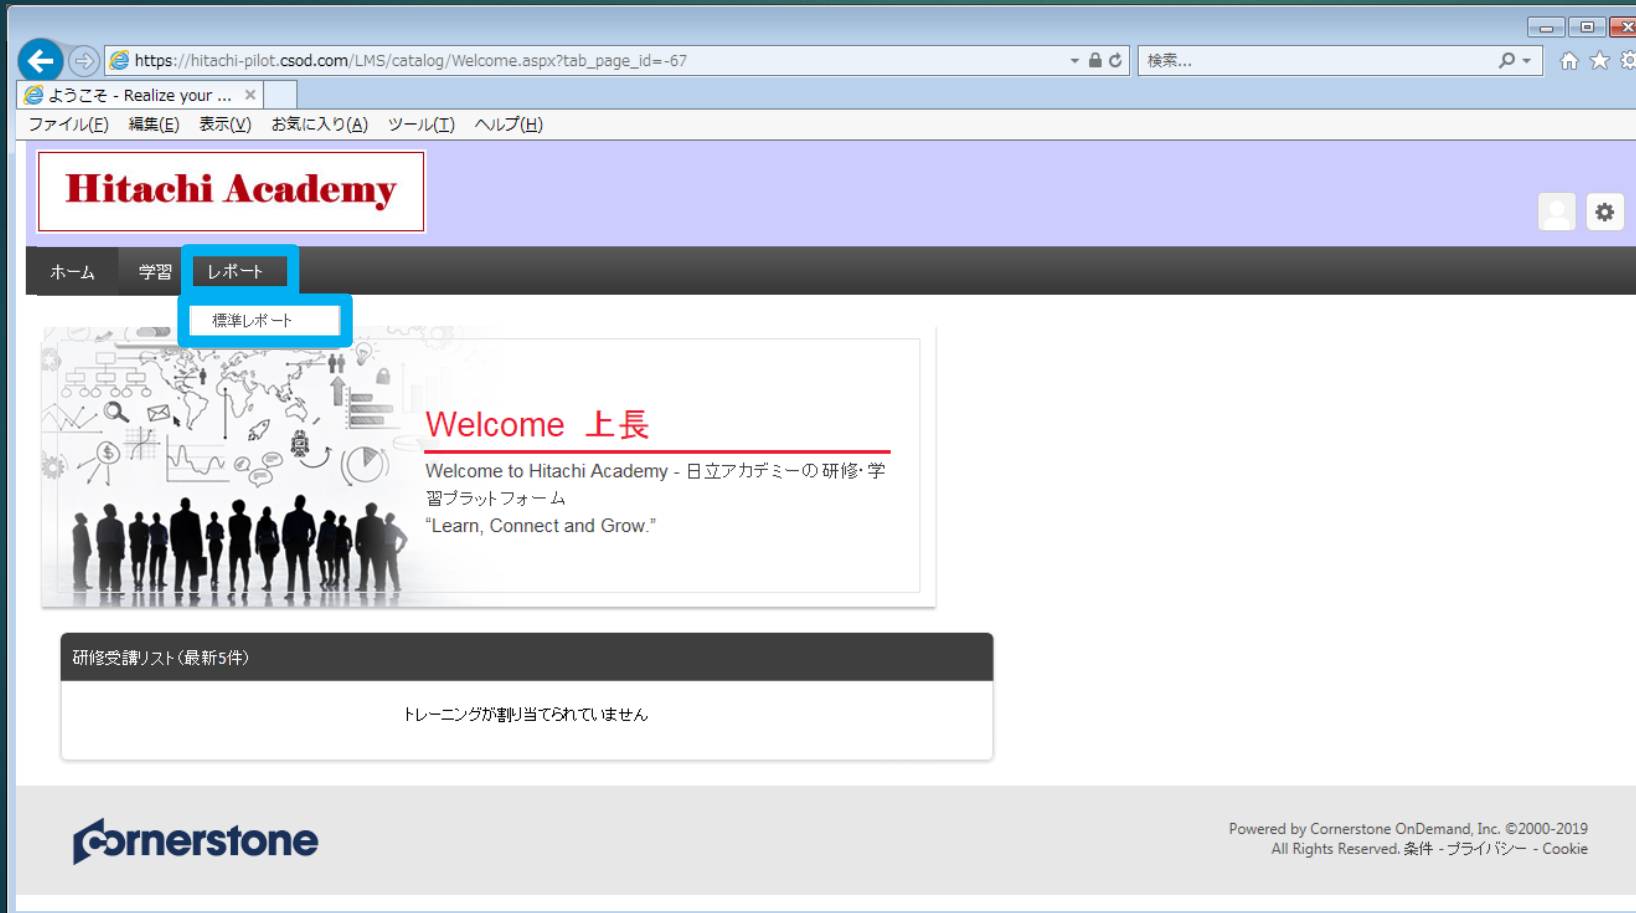 https://hitachi-pilot.csod.com/LMS/catalog/Welcome.aspx?tab_page_id=-67
検索...
ようこそ - Realize your ...
ファイル(F) 編集(E) 表示(V) お気に入り(A) ツール(T) ヘルプ(H)
Hitachi Academy
ホーム 学習 レポート
標準レポート
Welcome 上長
Welcome to Hitachi Academy - 日立アカデミーの研修・学
習プラットフォーム
“Learn, Connect and Grow.”
研修受講リスト(最新5件)
トレーニングが割り当てられていません
Cornerstone
Powered by Cornerstone OnDemand, Inc. ©2000-2019
All Rights Reserved. 条件 - プライバシー - Cookie